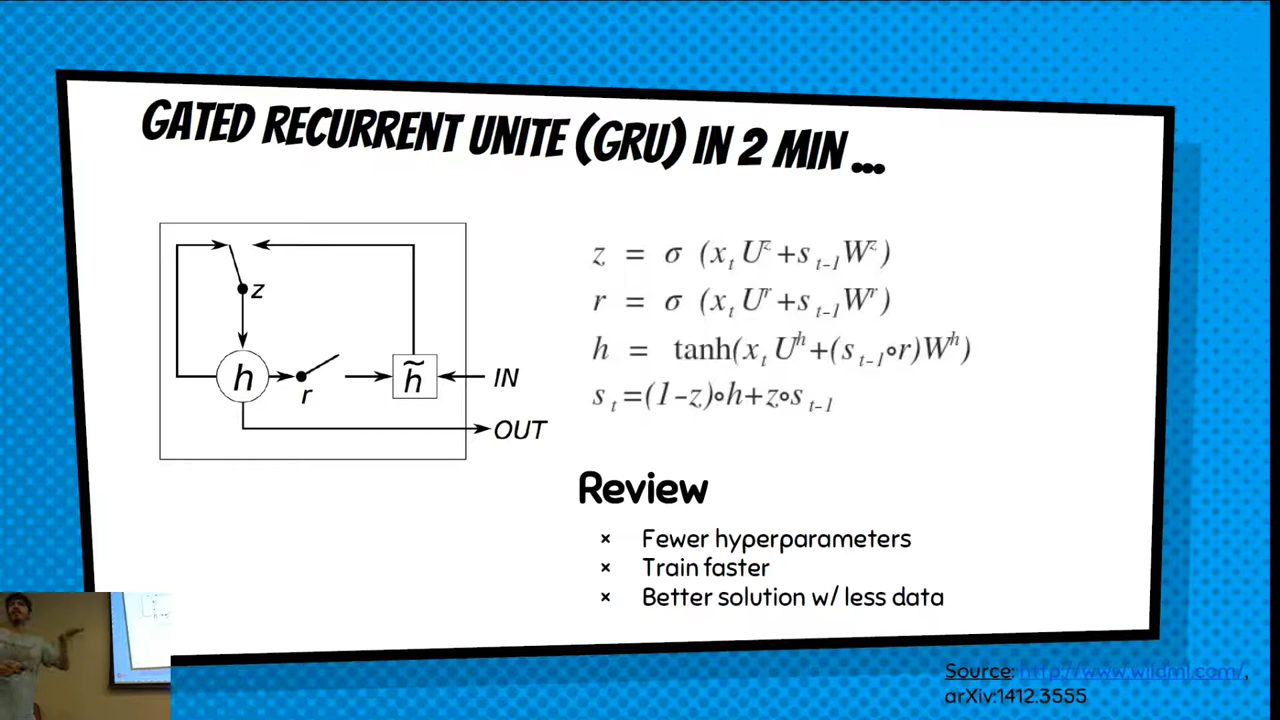 GATED RECURRENT UNITE (GRU) IN 2 MIN ...
z
h
r
h̃
IN
OUT
z = σ (x_t U^z + s_{t-1} W^z)
r = σ (x_t U^r + s_{t-1} W^r)
h = tanh(x_t U^h + (s_{t-1} ∘ r)W^h)
s_t = (1-z)∘h + z∘s_{t-1}
Review
× Fewer hyperparameters
× Train faster
× Better solution w/ less data
Source: http://www.wildml.com/,
arXiv:1412.3555